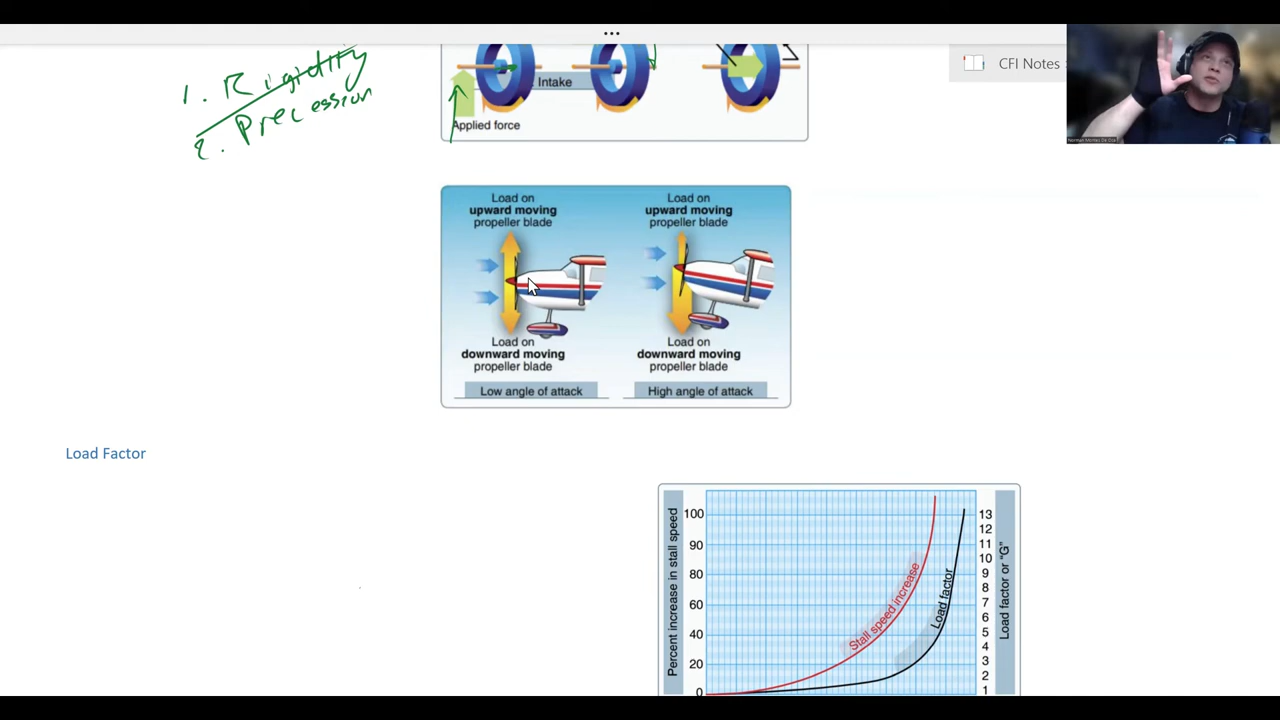 ...
1. Rigidity
2. Precession
CFI Notes
Intake
Applied force
Load on
upward moving
propeller blade
Load on
upward moving
propeller blade
Load on
downward moving
propeller blade
Load on
downward moving
propeller blade
Low angle of attack
High angle of attack
Load Factor
Percent increase in stall speed
100
90
80
60
40
20
0
Stall speed increase
Load factor
13
12
11
10
9
8
7
6
5
4
3
2
1
Load factor or "G"